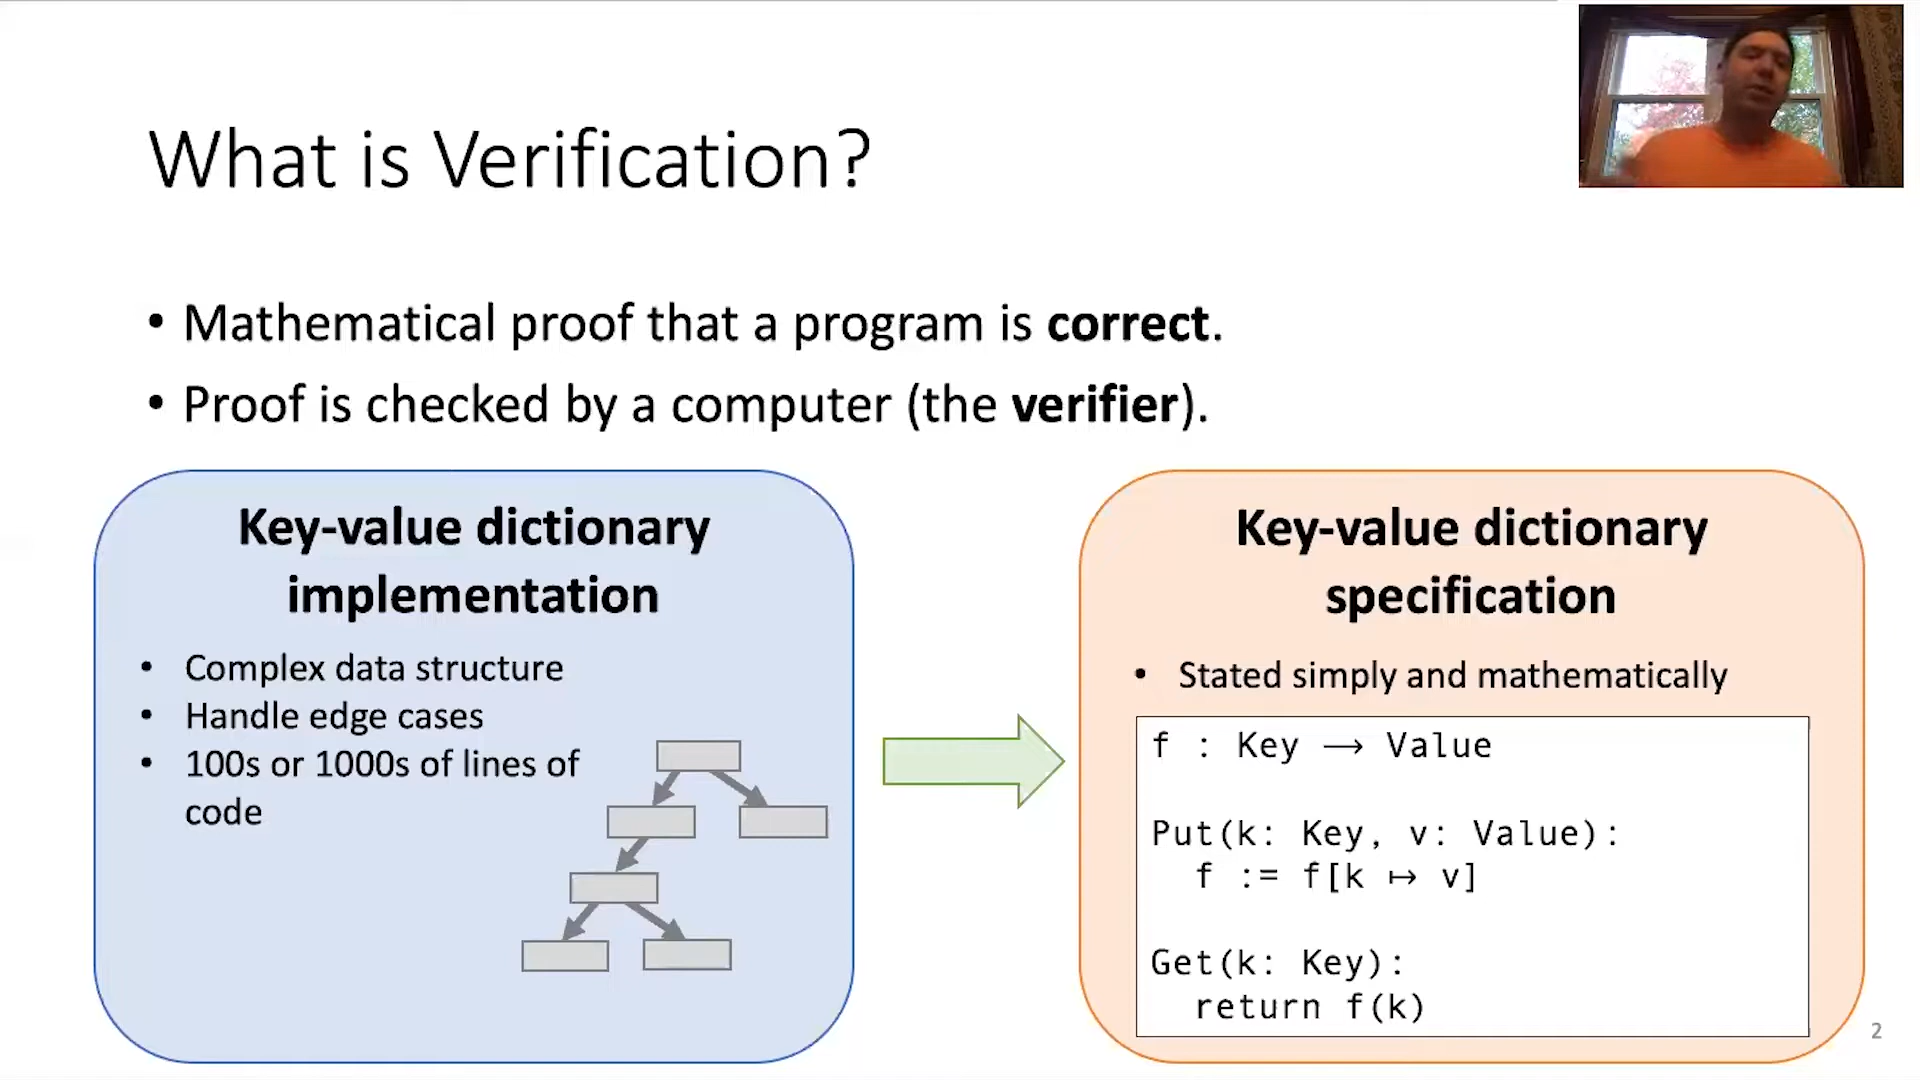 What is Verification?
• Mathematical proof that a program is correct.
• Proof is checked by a computer (the verifier).
Key-value dictionary
implementation
• Complex data structure
• Handle edge cases
• 100s or 1000s of lines of
code
Key-value dictionary
specification
• Stated simply and mathematically
f : Key ⟶ Value
Put(k: Key, v: Value):
f := f[k ↦ v]
Get(k: Key):
return f(k)
2